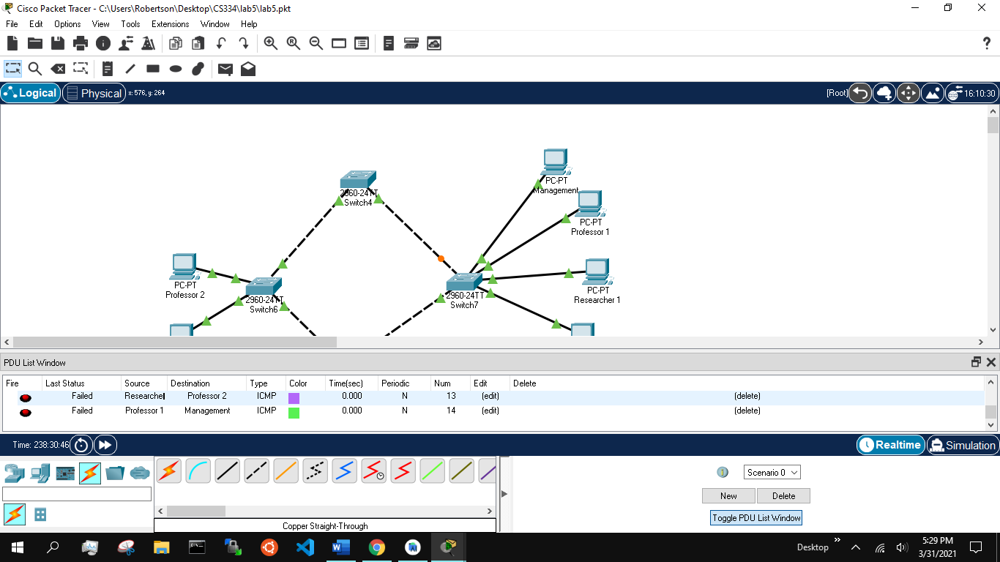 Cisco Packet Tracer - C:\Users\Robertson\Desktop\CS334\lab5\lab5.pkt
File Edit Options View Tools Extensions Window Help
Logical Physical x: 576, y: 264 [Root] 16:10:30
PC-PT
Management
2960-24TT
Switch4
PC-PT
Professor 1
PC-PT
Professor 2
2960-24TT
Switch6
2960-24TT
Switch7
PC-PT
Researcher 1
PDU List Window
Fire Last Status Source Destination Type Color Time(sec) Periodic Num Edit Delete
Failed Researcher Professor 2 ICMP 0.000 N 13 (edit) (delete)
Failed Professor 1 Management ICMP 0.000 N 14 (edit) (delete)
Time: 238:30:46 Realtime Simulation
Scenario 0
New Delete
Toggle PDU List Window
Copper Straight-Through
Desktop » 5:29 PM
3/31/2021